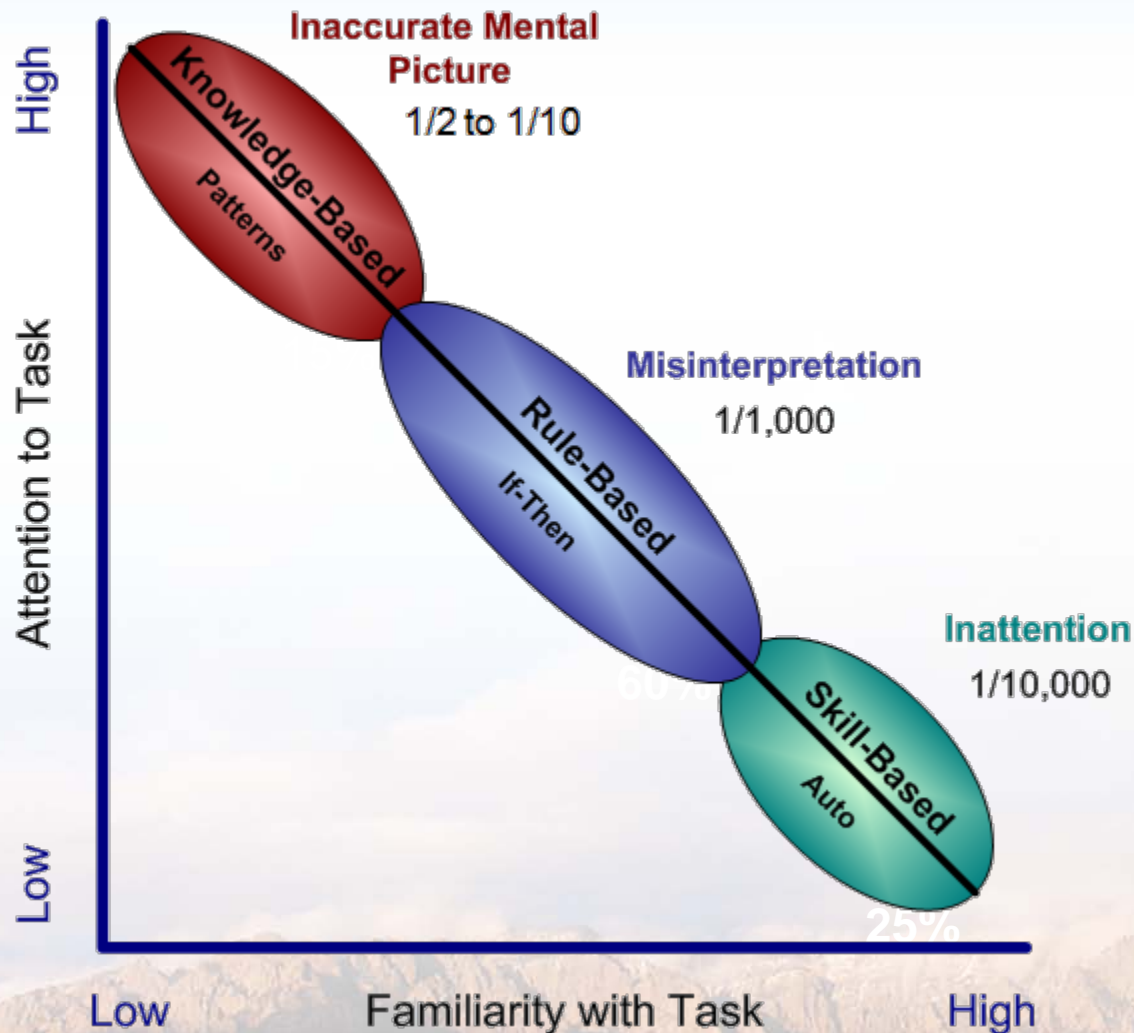 Inaccurate Mental
Picture
1/2 to 1/10
High
Knowledge-Based
Patterns
Attention to Task
Misinterpretation
1/1,000
Rule-Based
If-Then
60%
Inattention
1/10,000
Skill-Based
Auto
Low
25%
Low
Familiarity with Task
High